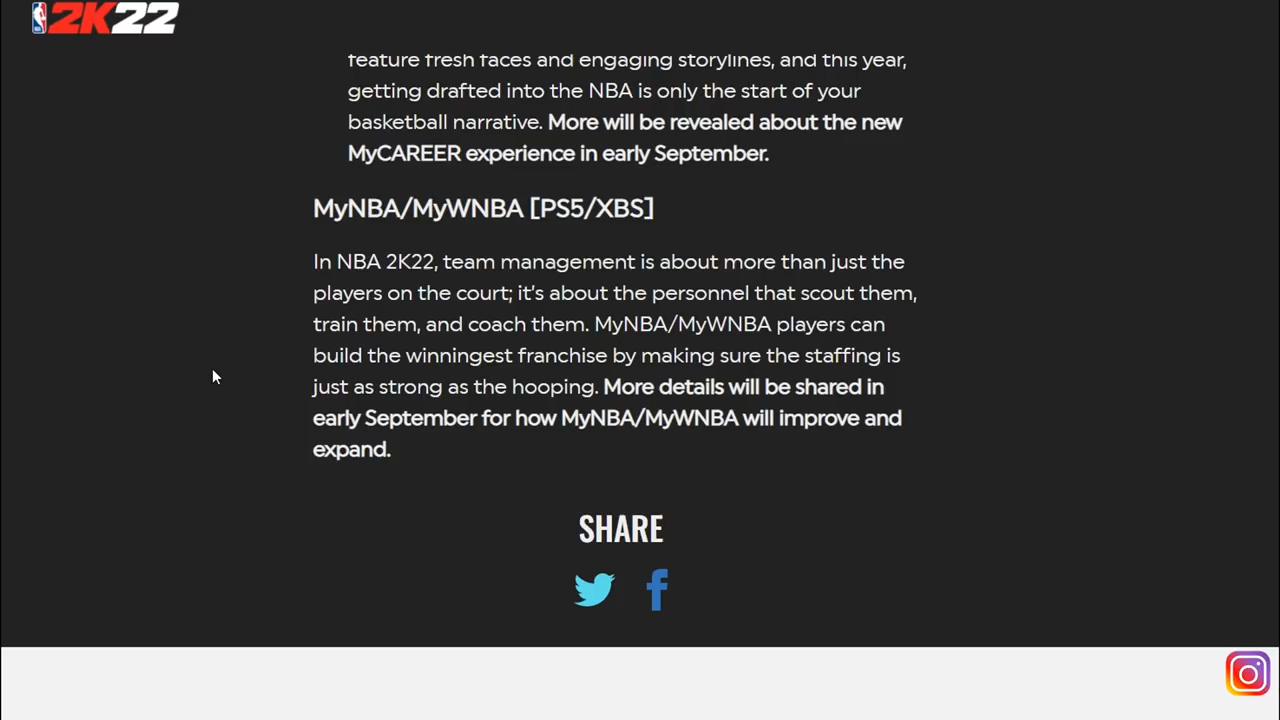 2K22
feature fresh faces and engaging storylines, and this year,
getting drafted into the NBA is only the start of your
basketball narrative. More will be revealed about the new
MyCAREER experience in early September.
MyNBA/MyWNBA [PS5/XBS]
In NBA 2K22, team management is about more than just the
players on the court; it’s about the personnel that scout them,
train them, and coach them. MyNBA/MyWNBA players can
build the winningest franchise by making sure the staffing is
just as strong as the hooping. More details will be shared in
early September for how MyNBA/MyWNBA will improve and
expand.
SHARE